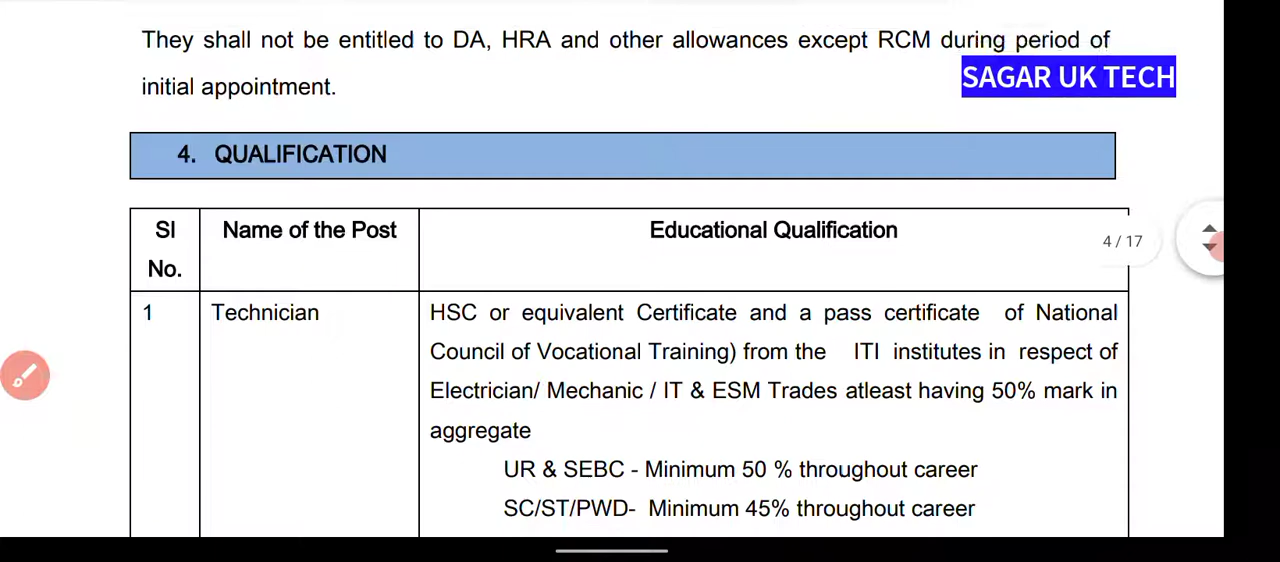 They shall not be entitled to DA, HRA and other allowances except RCM during period of
initial appointment.
SAGAR UK TECH
4. QUALIFICATION
Sl No.
Name of the Post
Educational Qualification
4 / 17
1
Technician
HSC or equivalent Certificate and a pass certificate of National
Council of Vocational Training) from the ITI institutes in respect of
Electrician/ Mechanic / IT & ESM Trades atleast having 50% mark in
aggregate
UR & SEBC - Minimum 50 % throughout career
SC/ST/PWD- Minimum 45% throughout career